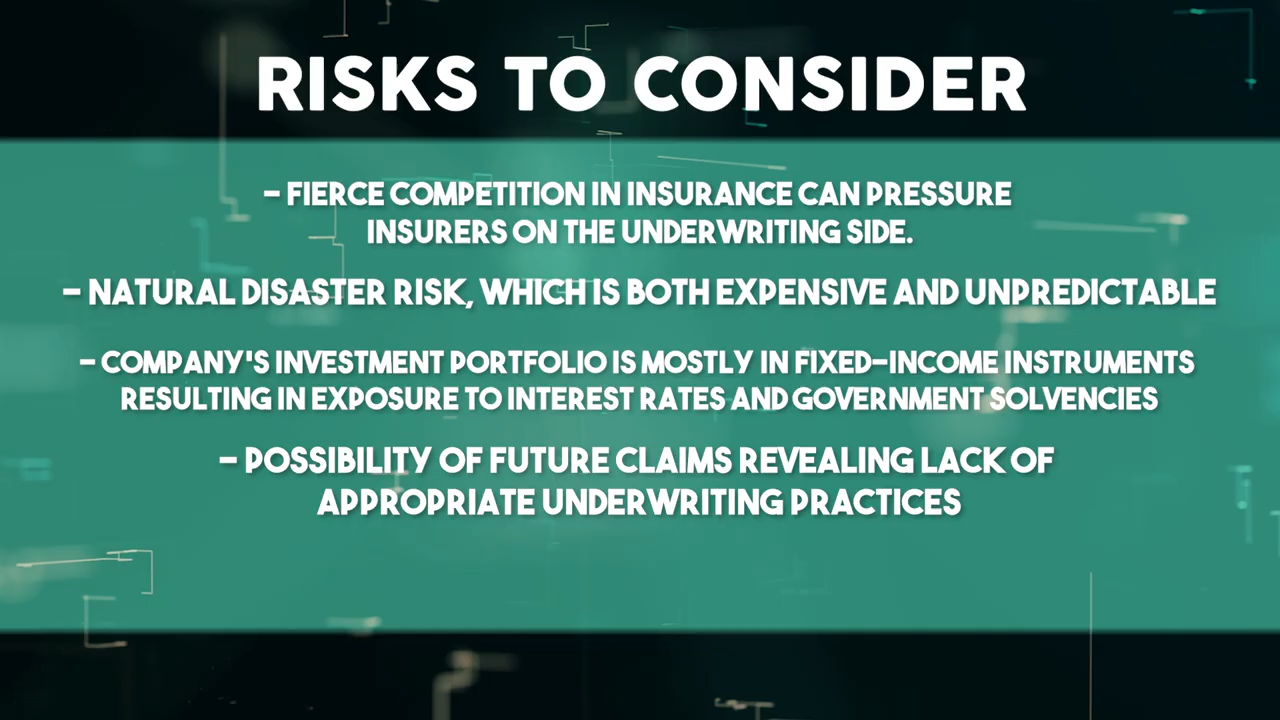 RISKS TO CONSIDER
- FIERCE COMPETITION IN INSURANCE CAN PRESSURE
INSURERS ON THE UNDERWRITING SIDE.
- NATURAL DISASTER RISK, WHICH IS BOTH EXPENSIVE AND UNPREDICTABLE
- COMPANY'S INVESTMENT PORTFOLIO IS MOSTLY IN FIXED-INCOME INSTRUMENTS
RESULTING IN EXPOSURE TO INTEREST RATES AND GOVERNMENT SOLVENCIES
- POSSIBILITY OF FUTURE CLAIMS REVEALING LACK OF
APPROPRIATE UNDERWRITING PRACTICES